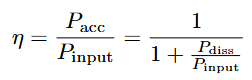 η = P_acc / P_input = 1 / (1 + P_diss / P_input)